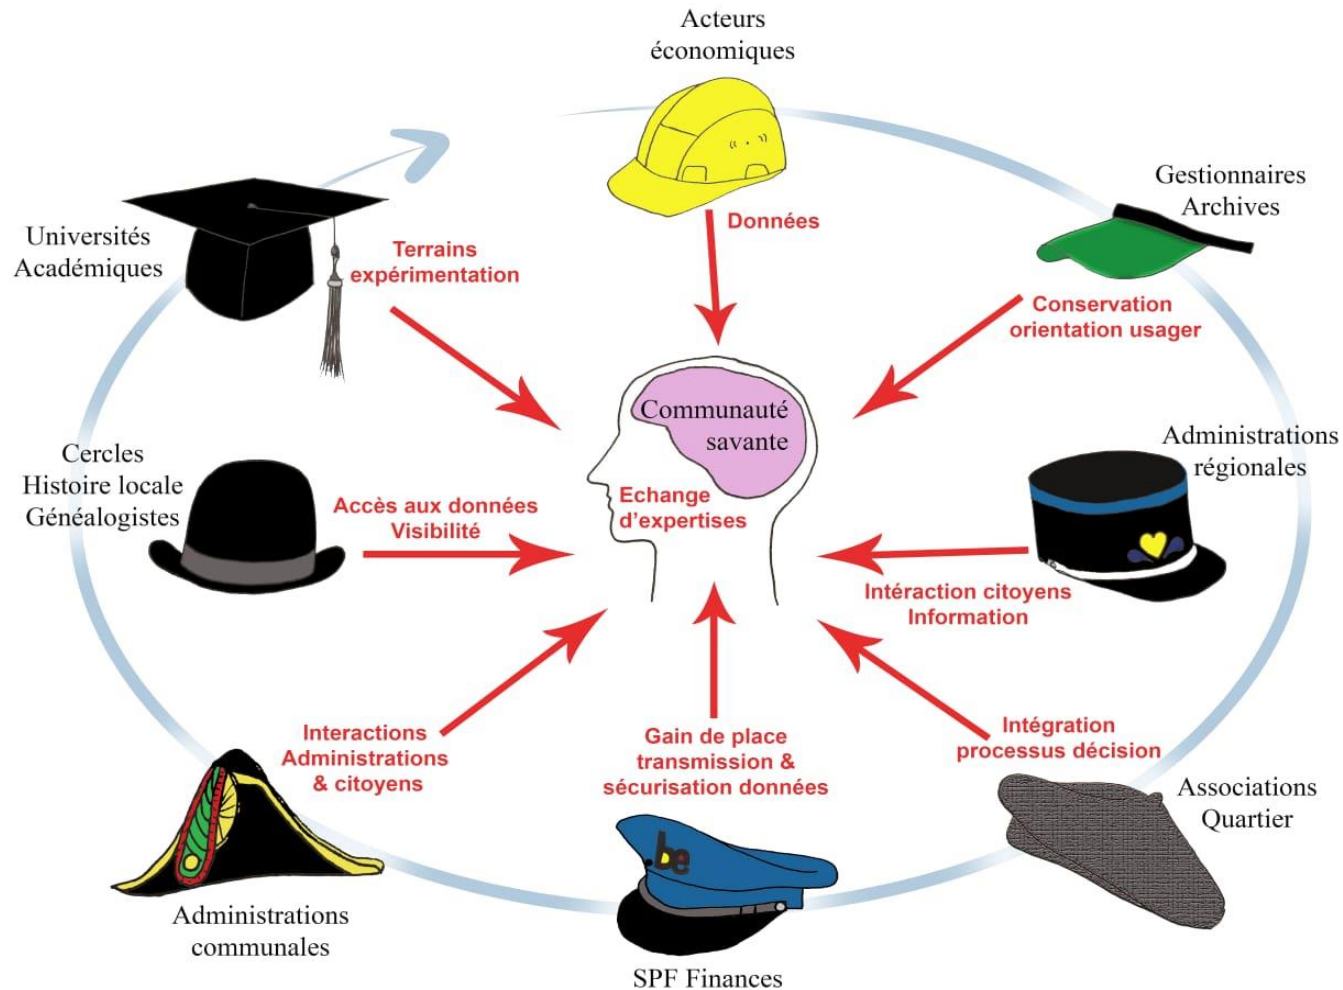 Acteurs
économiques
Données
Gestionnaires
Archives
Conservation
orientation usager
Administrations
régionales
Intéraction citoyens
Information
Intégration
processus décision
Associations
Quartier
Gain de place
transmission &
sécurisation données
be
SPF Finances
Interactions
Administrations
& citoyens
Administrations
communales
Cercles
Histoire locale
Généalogistes
Accès aux données
Visibilité
Universités
Académiques
Terrains
expérimentation
Communauté
savante
Echange
d’expertises